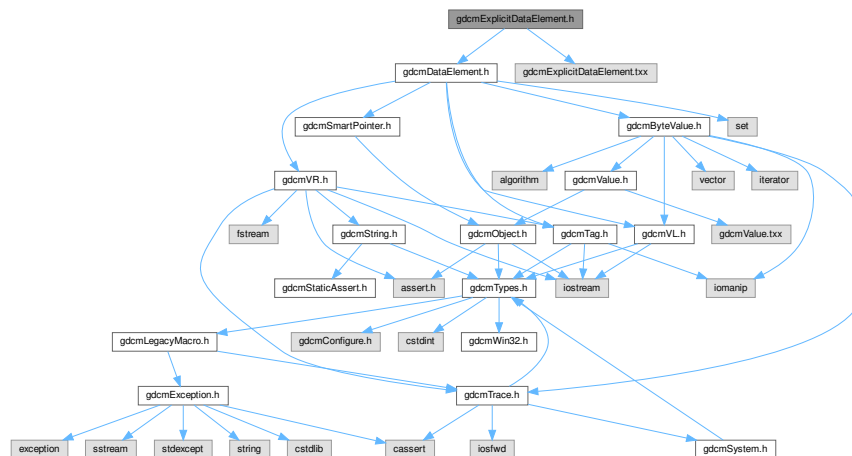 gdcmExplicitDataElement.h
gdcmDataElement.h
gdcmExplicitDataElement.txx
gdcmSmartPointer.h
gdcmByteValue.h
set
gdcmVR.h
algorithm
gdcmValue.h
vector
iterator
fstream
gdcmString.h
gdcmObject.h
gdcmTag.h
gdcmVL.h
gdcmValue.txx
gdcmStaticAssert.h
assert.h
gdcmTypes.h
iostream
iomanip
gdcmLegacyMacro.h
gdcmConfigure.h
cstdint
gdcmWin32.h
gdcmException.h
gdcmTrace.h
exception
sstream
stdexcept
string
cstdlib
cassert
iosfwd
gdcmSystem.h